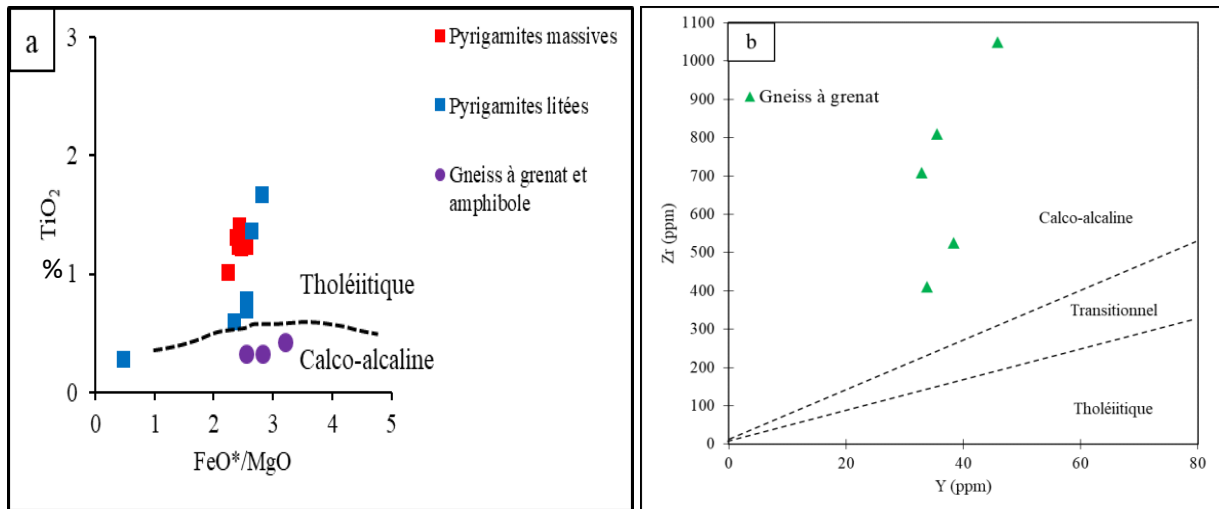 a
3
2
1
0
TiO₂
%
0
1
2
3
4
5
FeO*/MgO
Tholéiitique
Calco-alcaline
Pyrigarnites massives
Pyrigarnites litées
Gneiss à grenat et
amphibole
b
1100
1000
900
800
700
600
500
400
300
200
100
0
Zr (ppm)
Gneiss à grenat
Calco-alcaline
Transitionnel
Tholéiitique
0
20
40
60
80
Y (ppm)